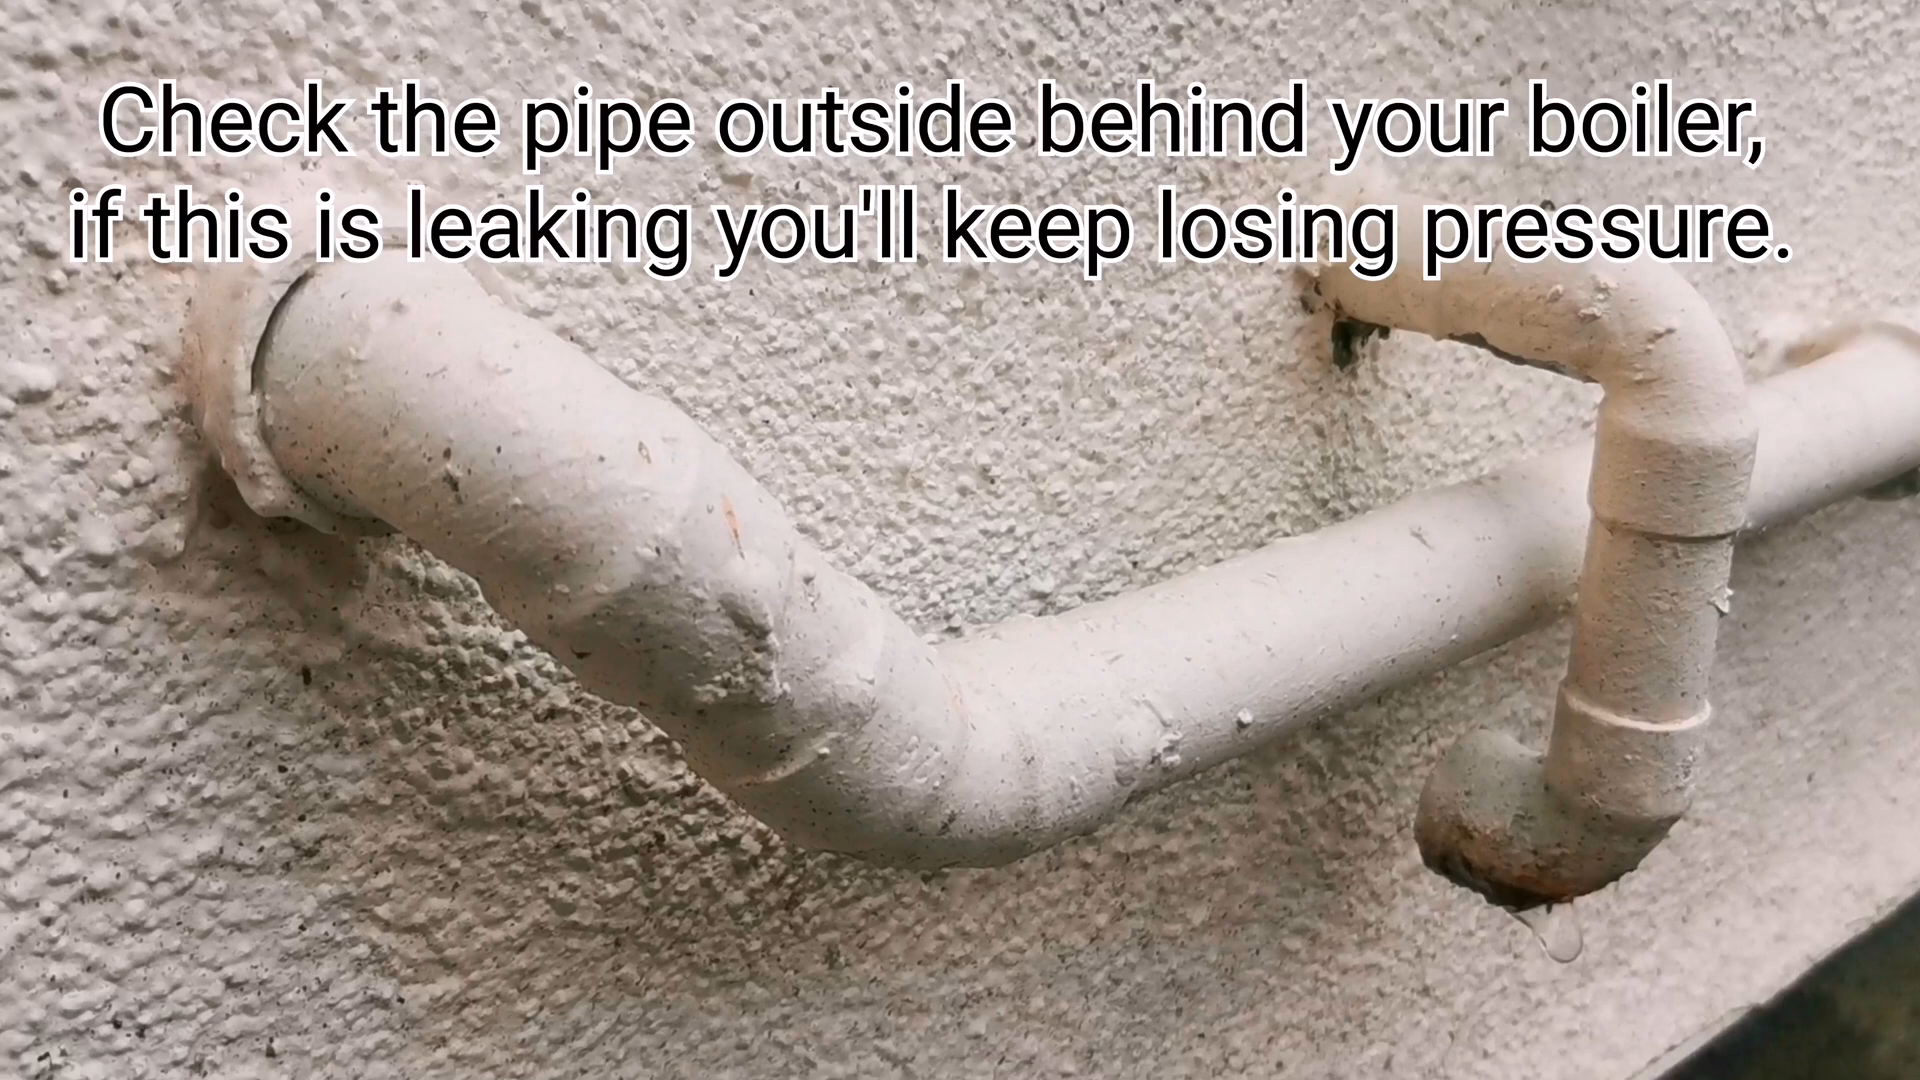 Check the pipe outside behind your boiler,
if this is leaking you'll keep losing pressure.